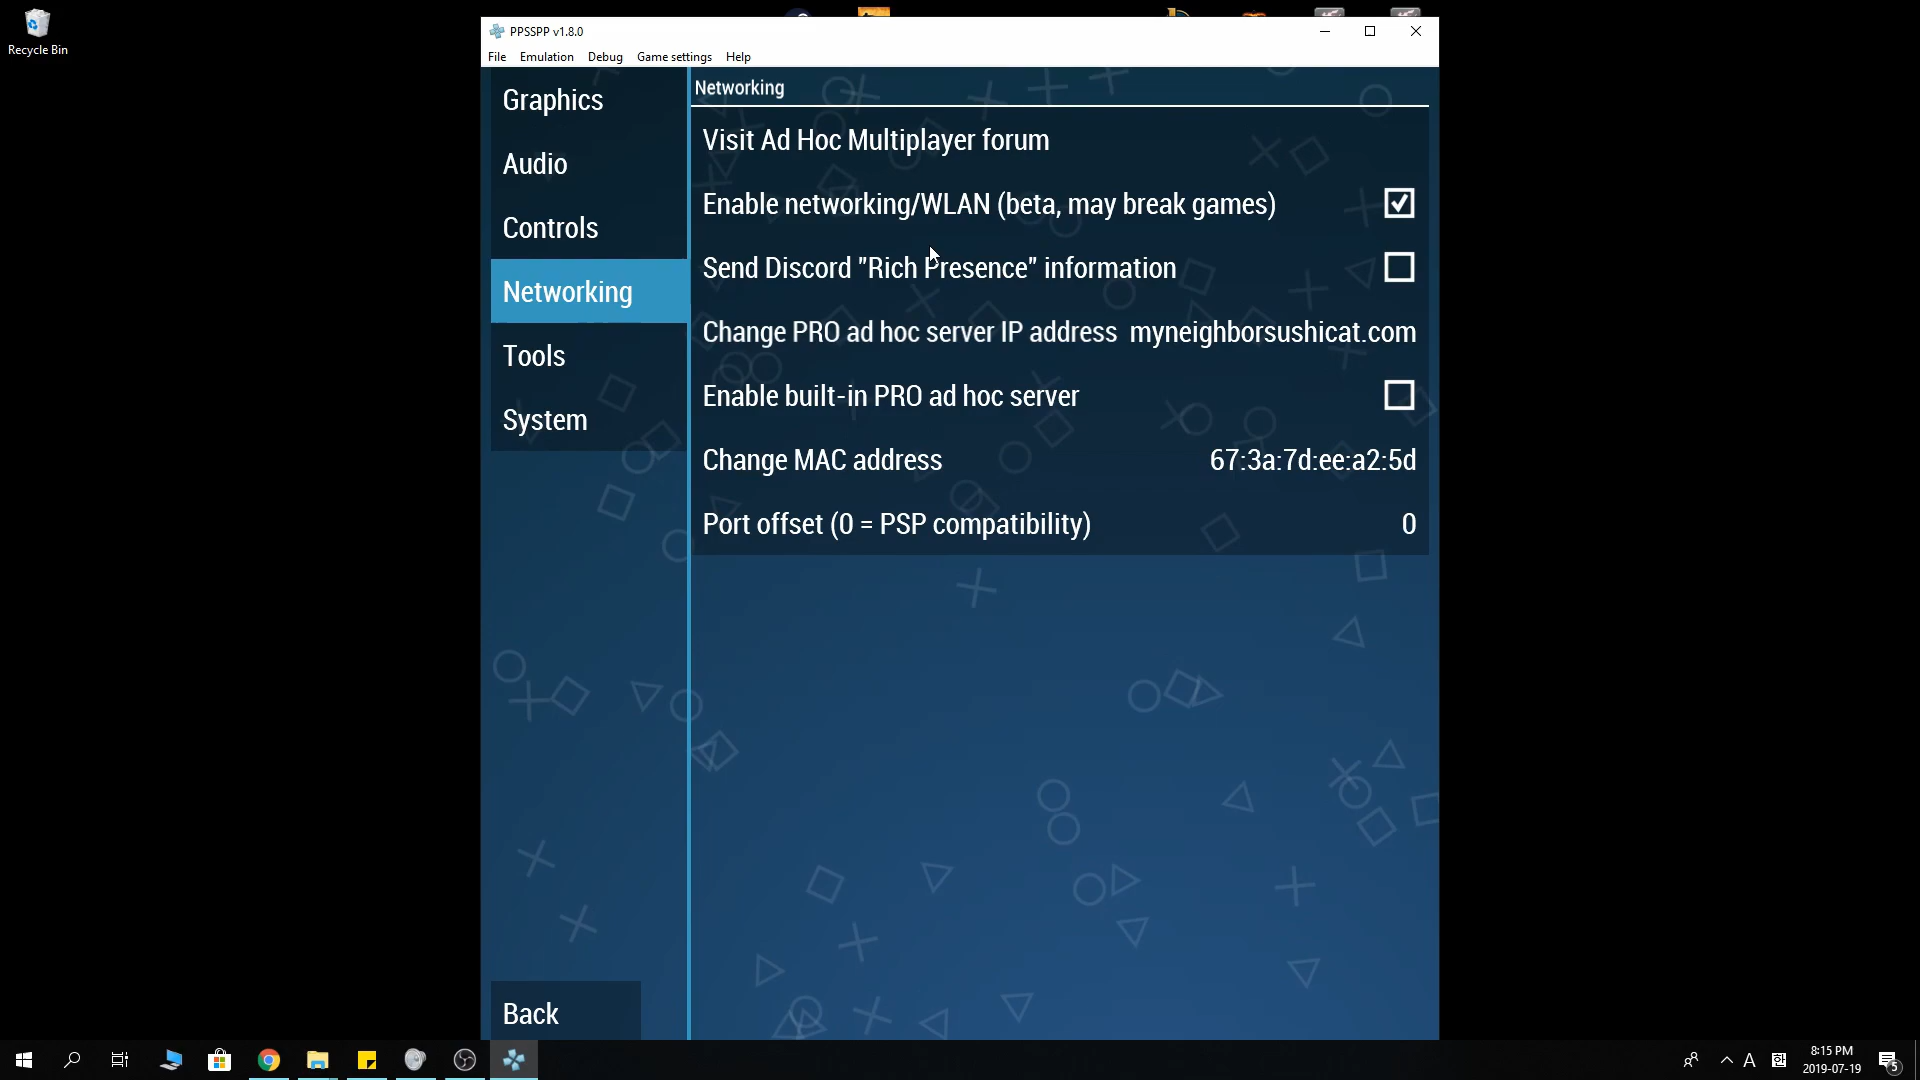 Recycle Bin
PPSSPP v1.8.0
File Emulation Debug Game settings Help
Graphics
Audio
Controls
Networking
Tools
System
Back
Networking
Visit Ad Hoc Multiplayer forum
Enable networking/WLAN (beta, may break games)
Send Discord "Rich Presence" information
Change PRO ad hoc server IP address myneighborsushicat.com
Enable built-in PRO ad hoc server
Change MAC address 67:3a:7d:ee:a2:5d
Port offset (0 = PSP compatibility) 0
A
8:15 PM
2019-07-19
5